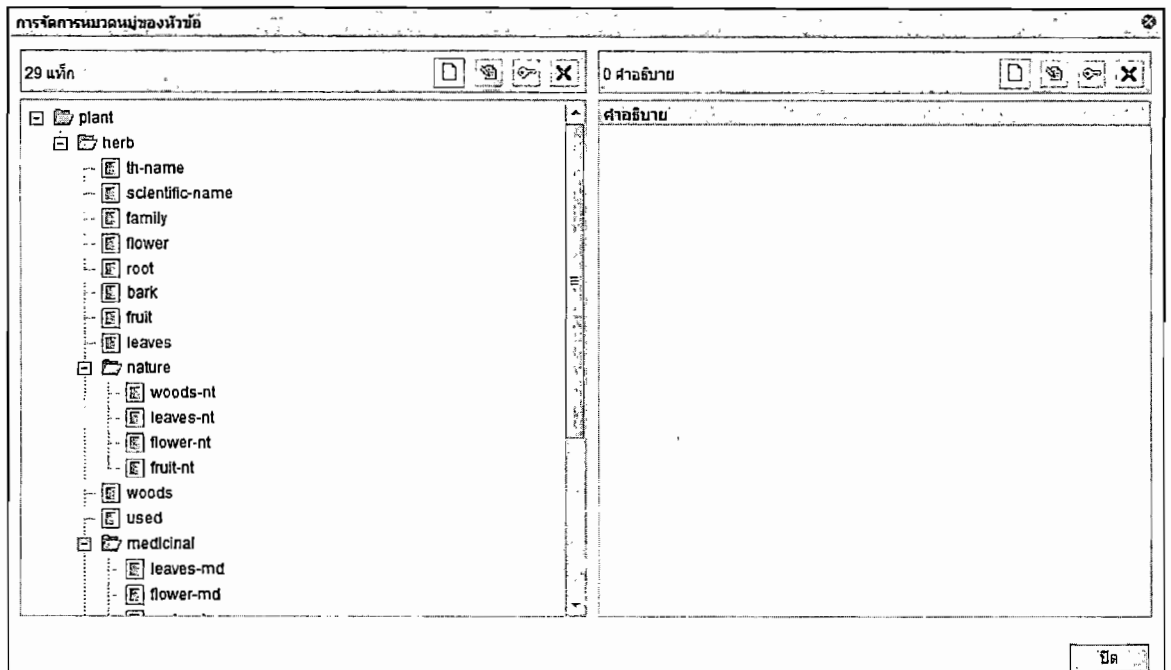 การจัดการหมวดหมู่ของหัวข้อ
29 แท็ก
0 คำอธิบาย
plant
herb
th-name
scientific-name
family
flower
root
bark
fruit
leaves
nature
woods-nt
leaves-nt
flower-nt
fruit-nt
woods
used
medicinal
leaves-md
flower-md
คำอธิบาย
ปิด